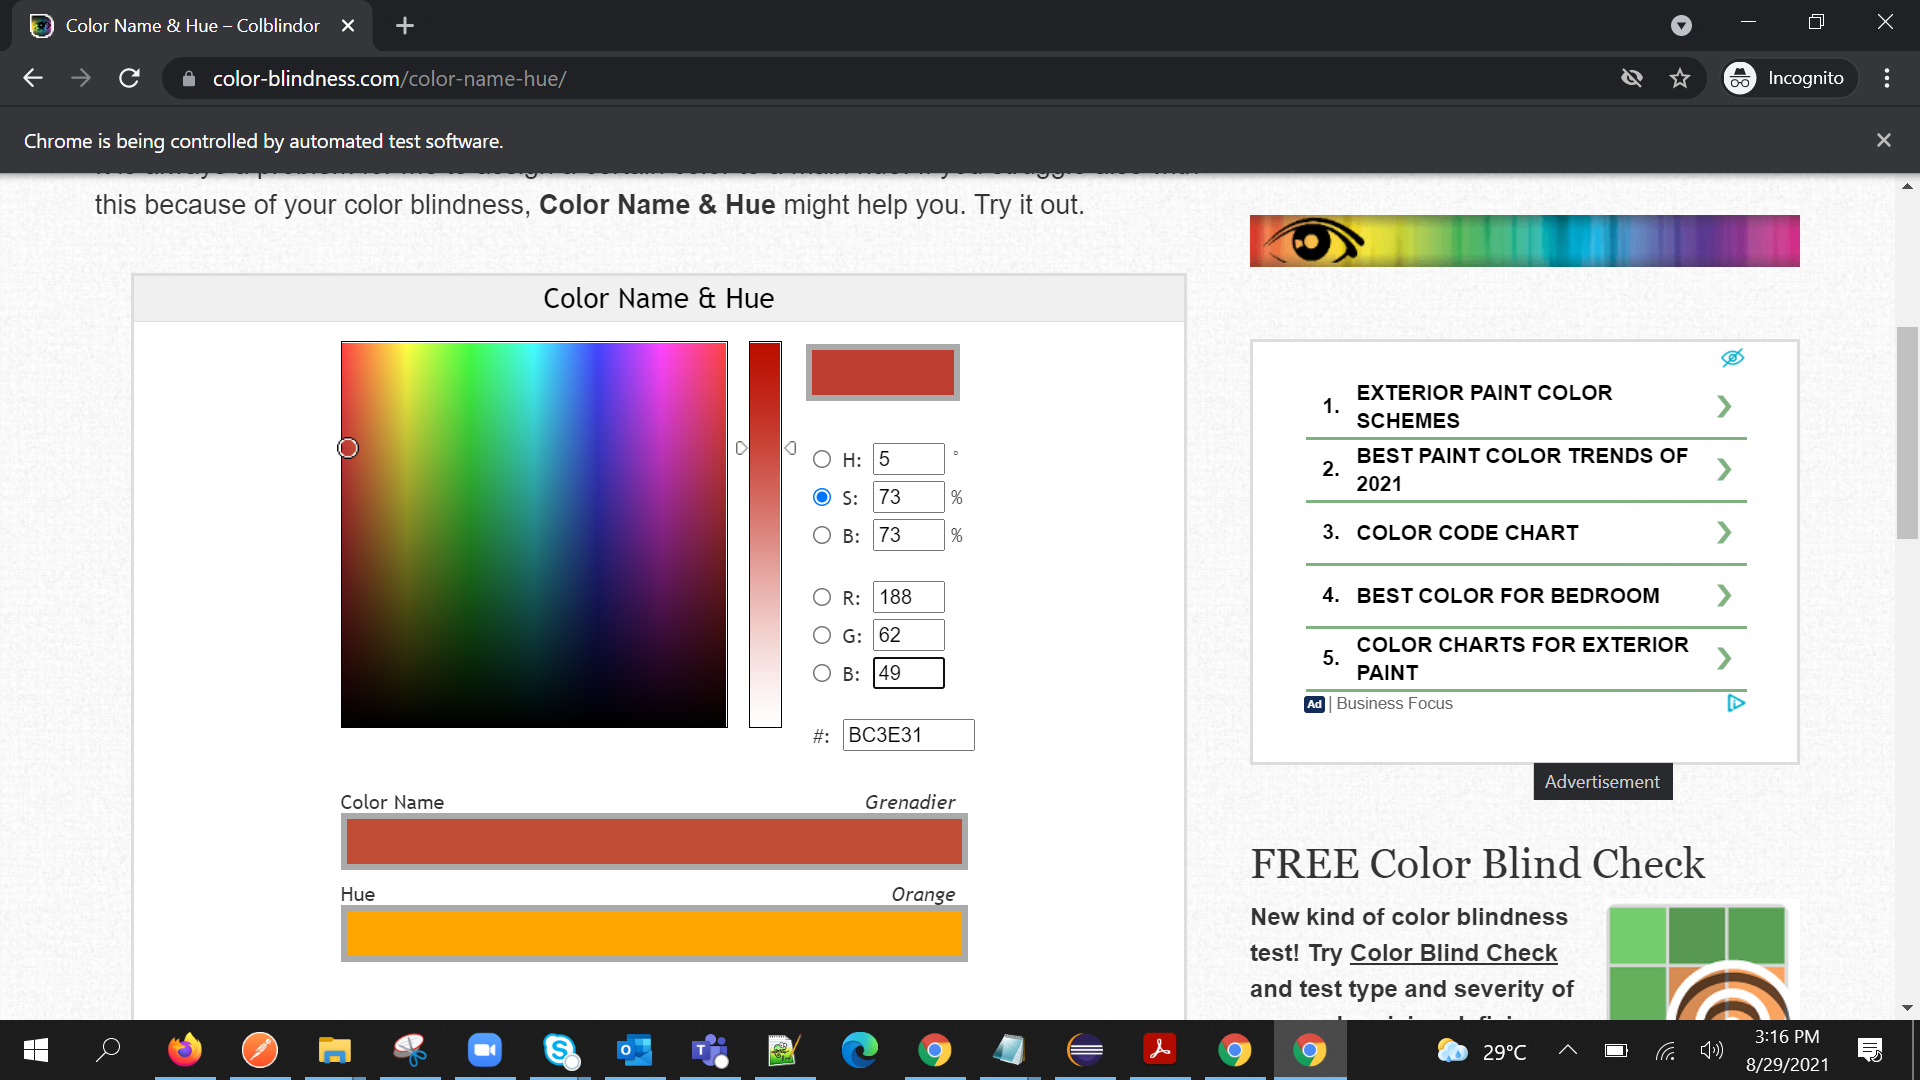 Color Name & Hue – Colblindor
color-blindness.com/color-name-hue/
Incognito
Chrome is being controlled by automated test software.
this because of your color blindness, Color Name & Hue might help you. Try it out.
Color Name & Hue
H: 5 °
S: 73 %
B: 73 %
R: 188
G: 62
B: 49
#: BC3E31
Color Name Grenadier
Hue Orange
1. EXTERIOR PAINT COLOR
SCHEMES
2. BEST PAINT COLOR TRENDS OF
2021
3. COLOR CODE CHART
4. BEST COLOR FOR BEDROOM
5. COLOR CHARTS FOR EXTERIOR
PAINT
Ad | Business Focus
Advertisement
FREE Color Blind Check
New kind of color blindness
test! Try Color Blind Check
and test type and severity of
29°C
3:16 PM
8/29/2021